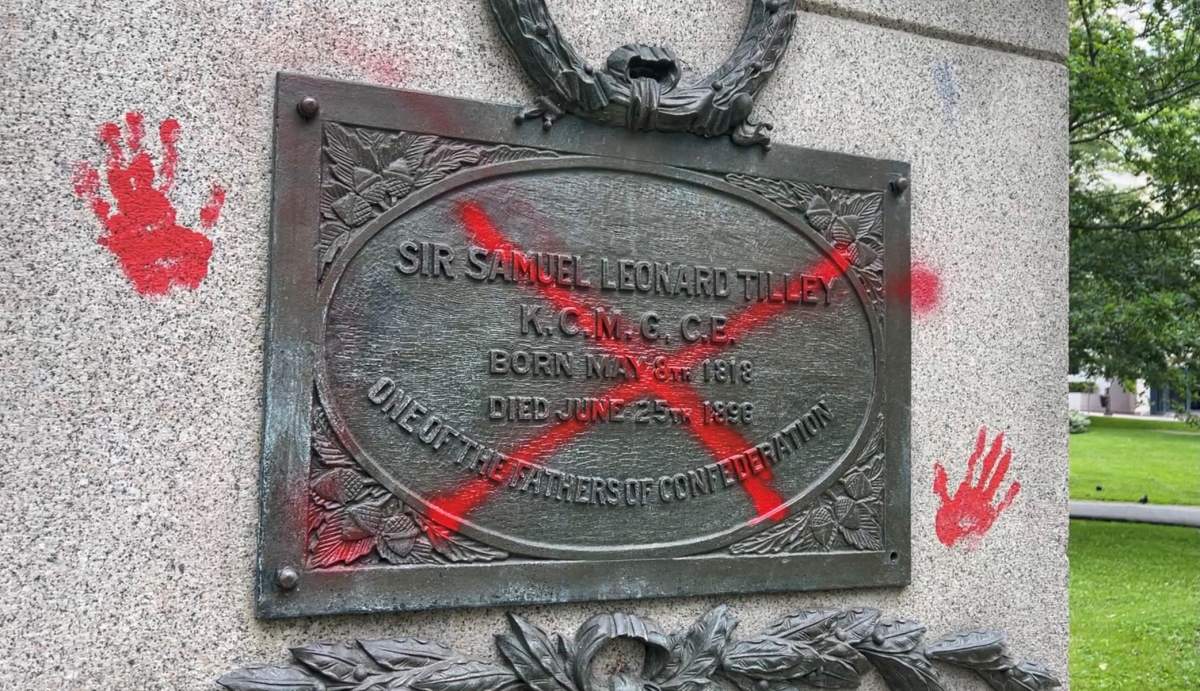 SIR SAMUEL LEONARD TILLEY
K.C.M.G. C.B.
BORN MAY 8TH 1818
DIED JUNE 25TH 1896
ONE OF THE FATHERS OF CONFEDERATION